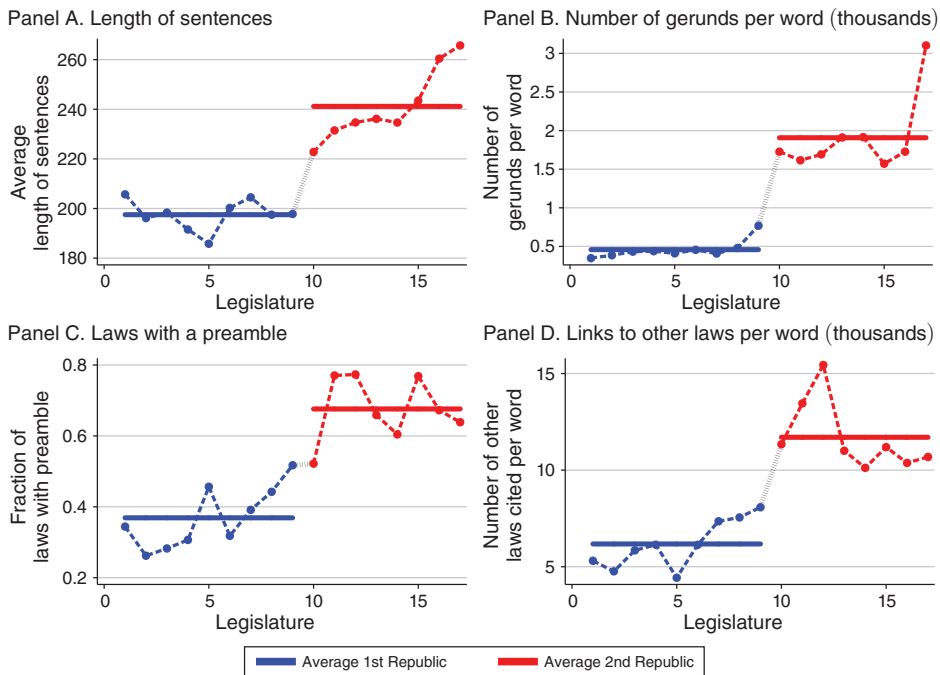 Panel A. Length of sentences
Average
length of sentences
260
240
220
200
180
0
5
10
15
Legislature
Panel B. Number of gerunds per word (thousands)
Number of
gerunds per word
3
2.5
2
1.5
1
0.5
0
5
10
15
Legislature
Panel C. Laws with a preamble
Fraction of
laws with preamble
0.8
0.6
0.4
0.2
0
5
10
15
Legislature
Panel D. Links to other laws per word (thousands)
Number of other
laws cited per word
15
10
5
0
5
10
15
Legislature
Average 1st Republic
Average 2nd Republic